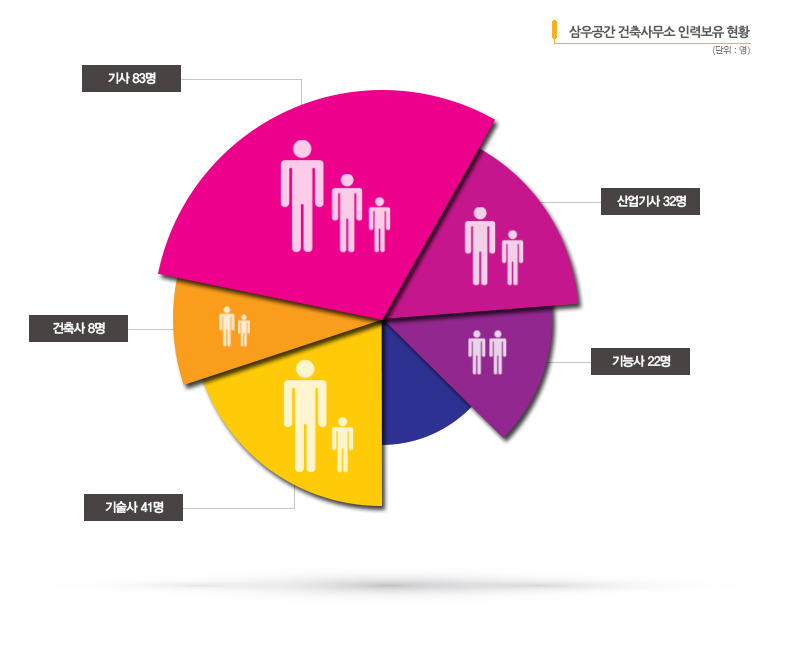 삼우공간 건축사무소 인력보유 현황
(단위 : 명)
기사 83명
산업기사 32명
건축사 8명
기능사 22명
기술사 41명